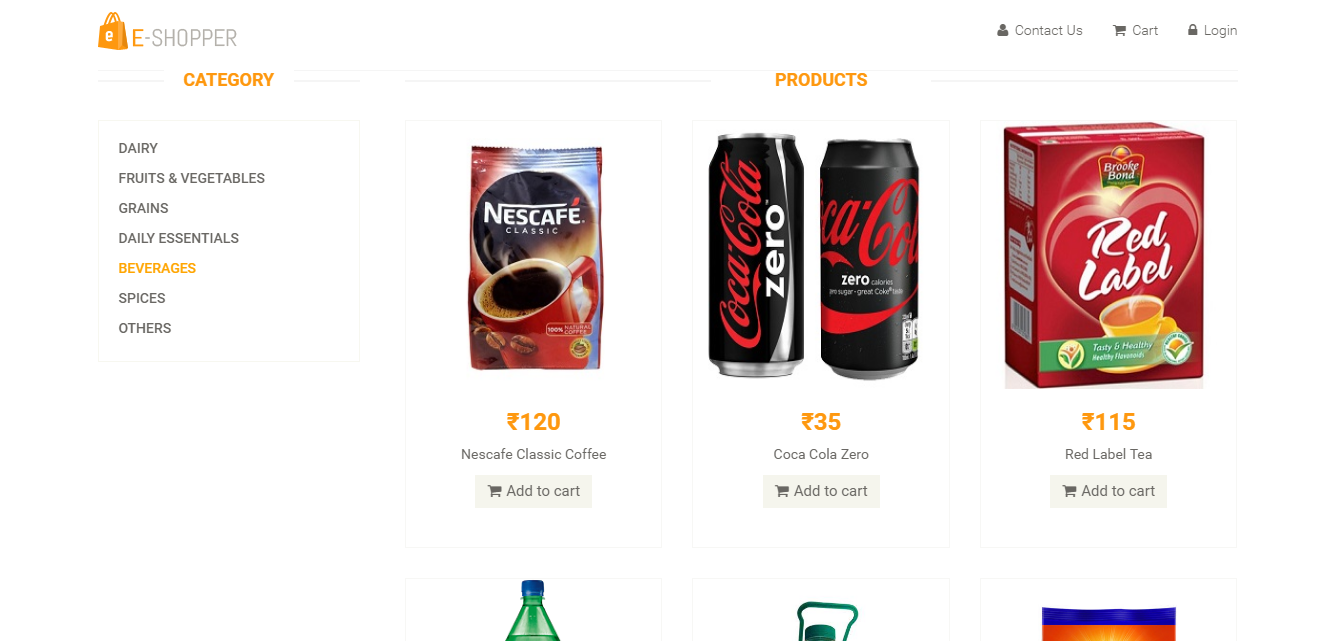 e E-SHOPPER
Contact Us
Cart
Login
CATEGORY
PRODUCTS
DAIRY
FRUITS & VEGETABLES
GRAINS
DAILY ESSENTIALS
BEVERAGES
SPICES
OTHERS
NESCAFÉ
CLASSIC
100% NATURAL
COFFEE
Coca-Cola
zero
Coca-Cola
zero calories
zero sugar - great Coke taste
Brooke
Bond
Red
Label
Tasty & Healthy
Healthy Flavonoids
₹120
Nescafe Classic Coffee
Add to cart
₹35
Coca Cola Zero
Add to cart
₹115
Red Label Tea
Add to cart